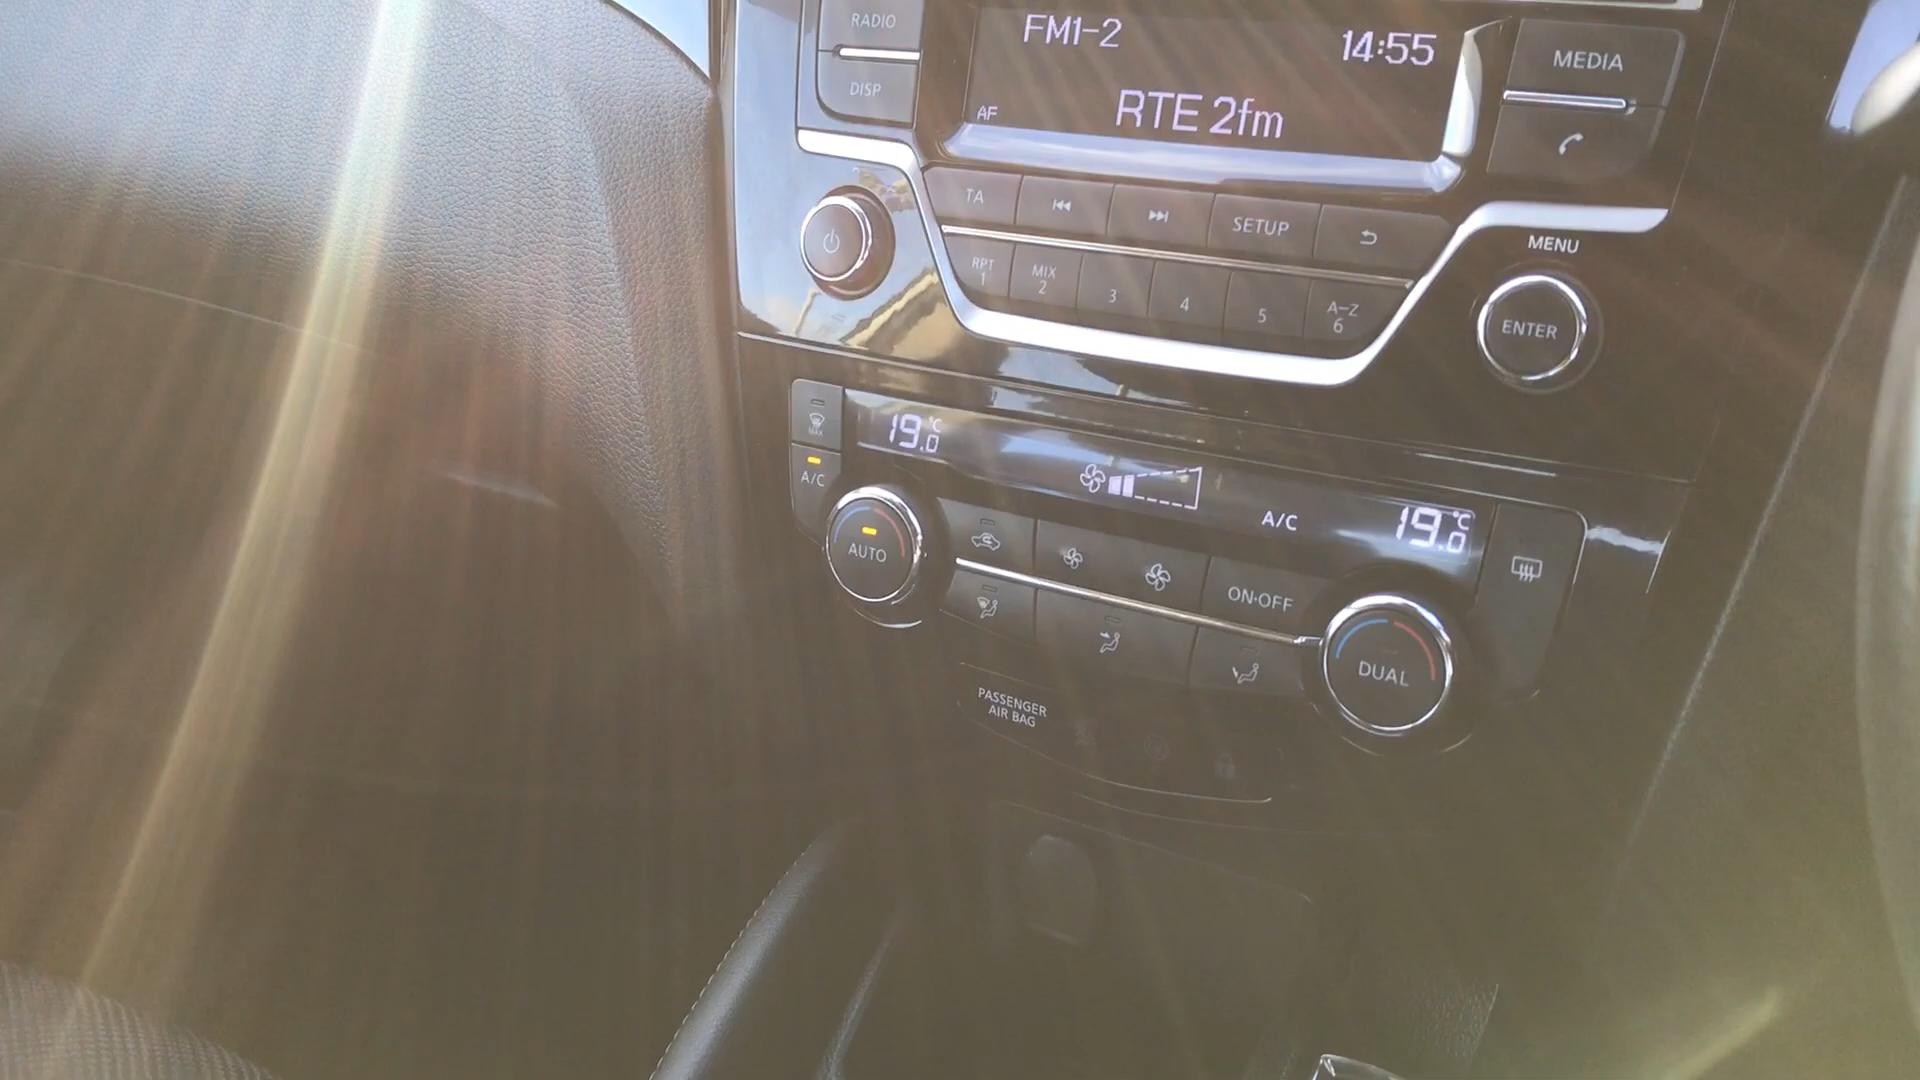 RADIO
DISP
FM1-2
14:55
AF
RTE 2fm
MEDIA
TA
SETUP
MENU
RPT
1
MIX
2
3
4
5
A-Z
6
ENTER
MAX
A/C
19.0°C
A/C
19.0°C
AUTO
ON·OFF
DUAL
PASSENGER
AIR BAG